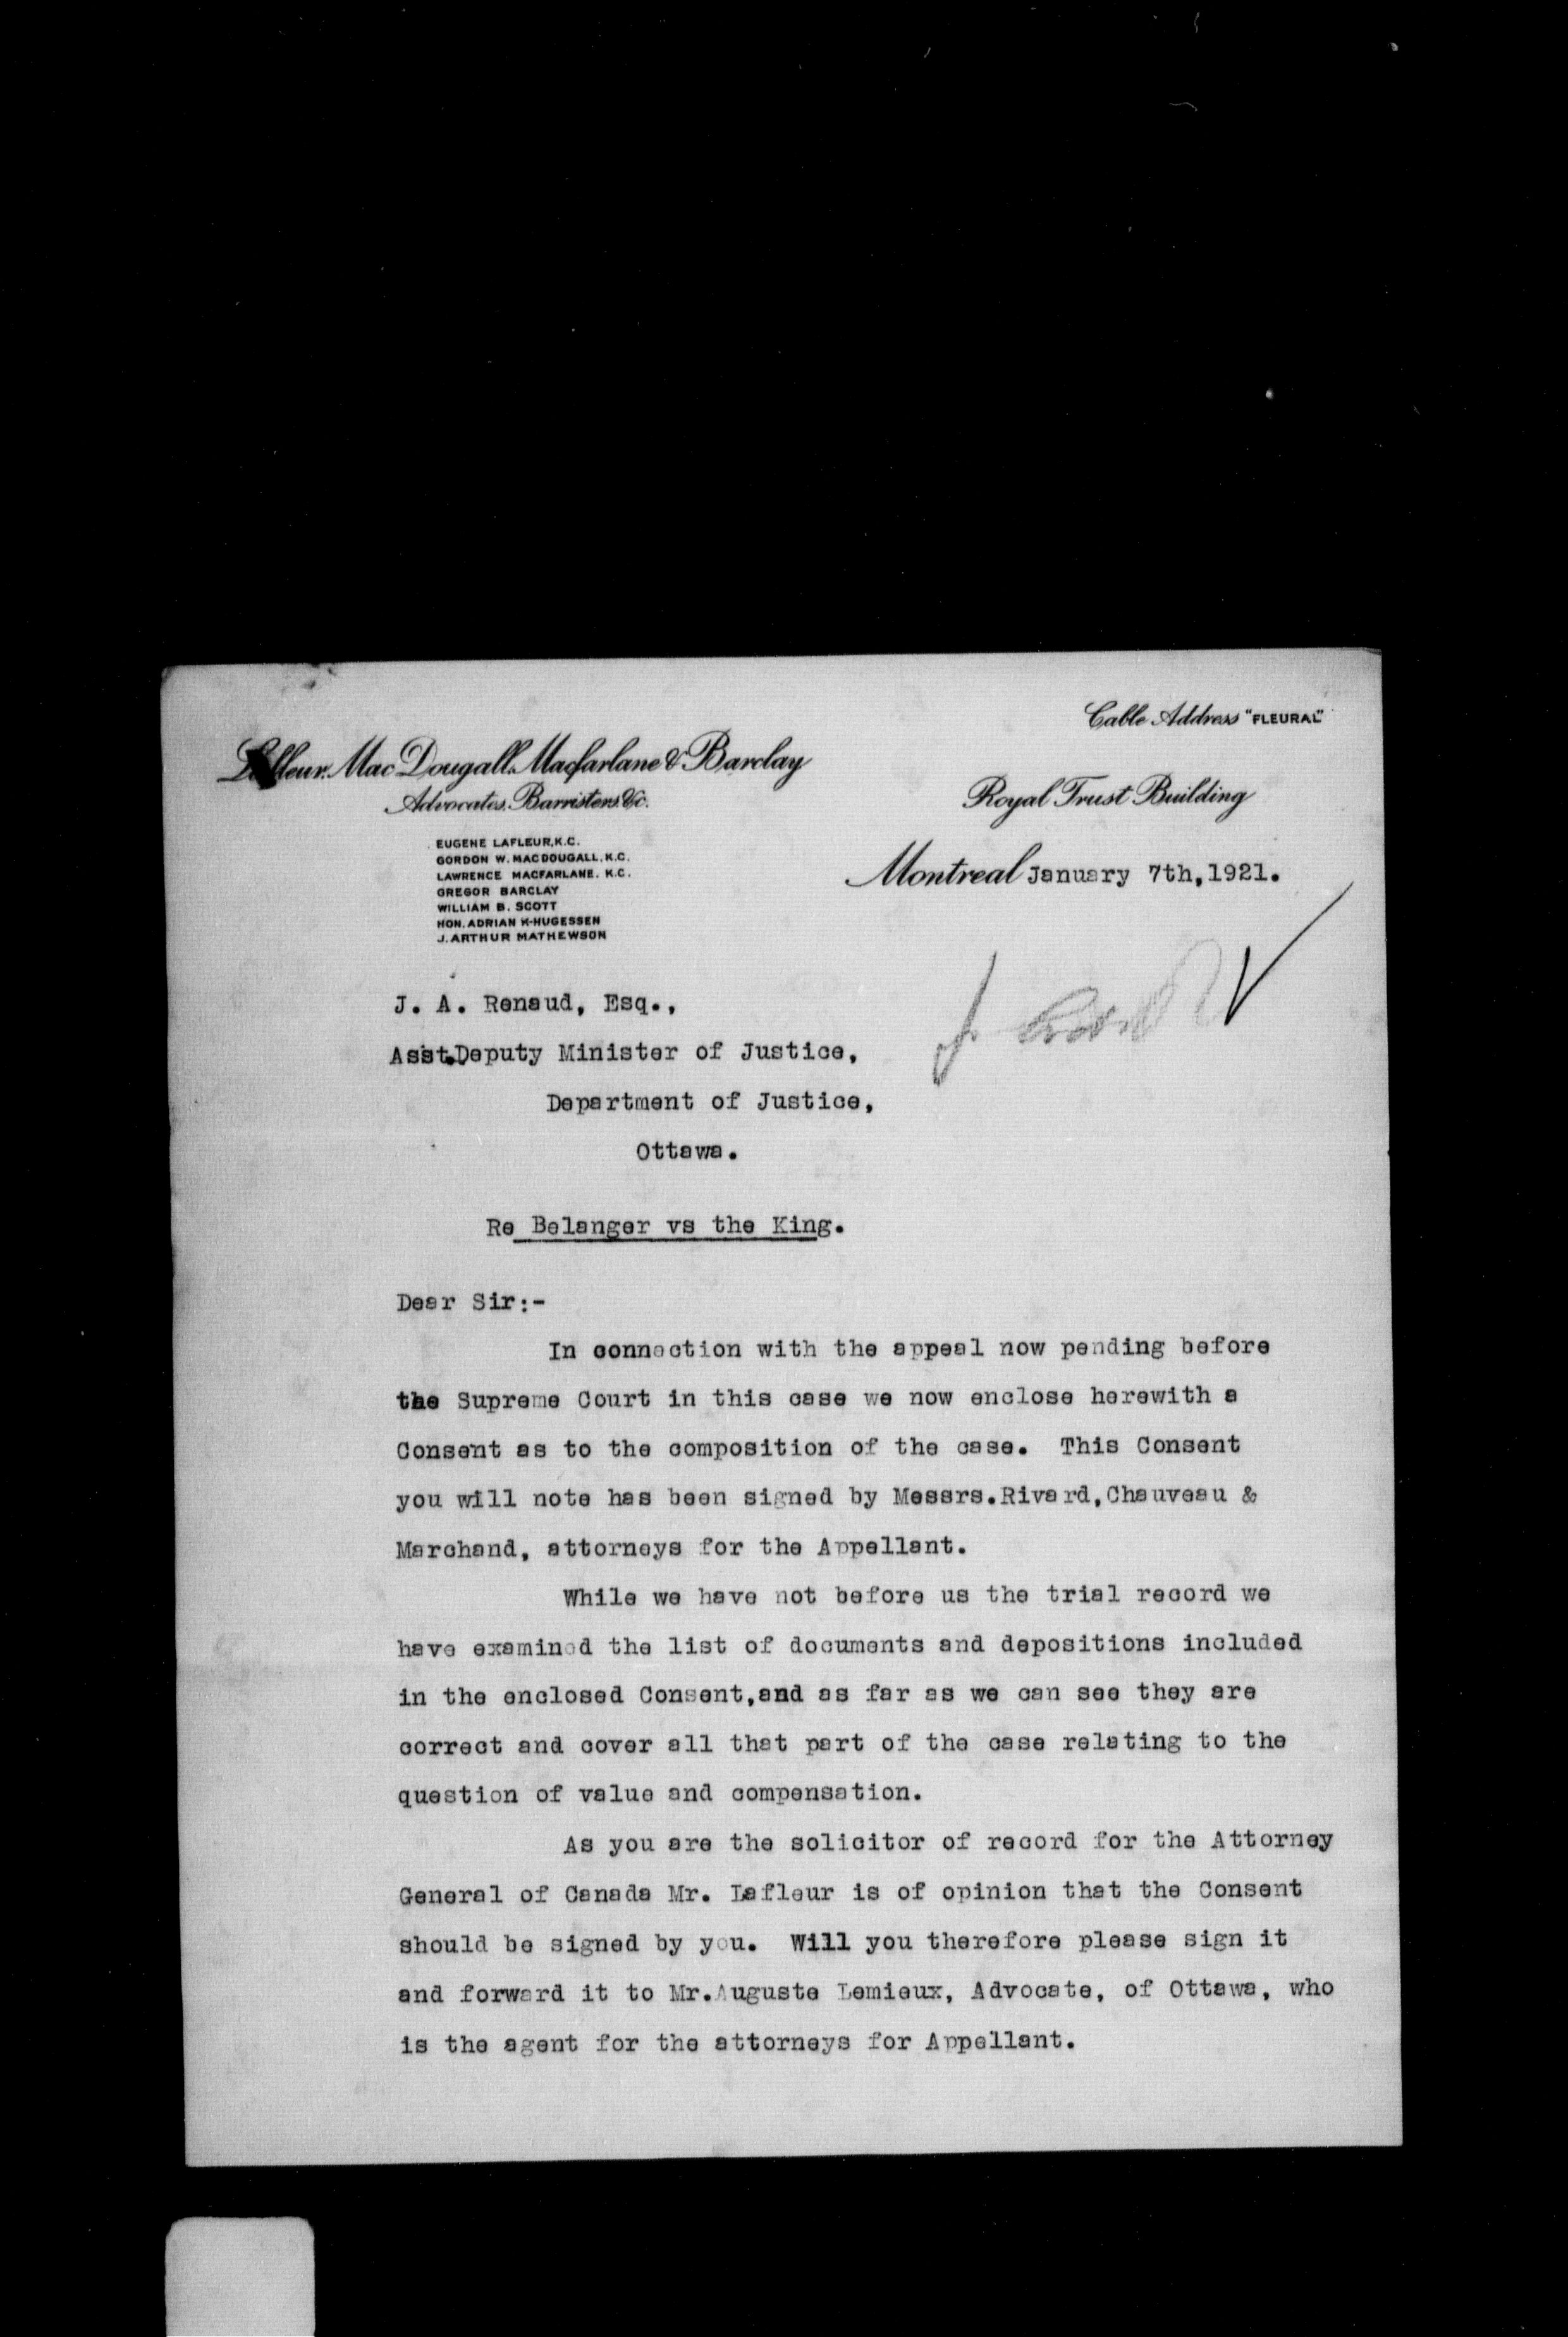 Cable Address "FLEURAL"
Lafleur, MacDougall, Macfarlane & Barclay
Advocates, Barristers &c.
Royal Trust Building
EUGENE LAFLEUR, K.C.
GORDON W. MACDOUGALL, K.C.
LAWRENCE MACFARLANE, K.C.
GREGOR BARCLAY
WILLIAM B. SCOTT
HON. ADRIAN K-HUGESSEN
J. ARTHUR MATHEWSON
Montreal January 7th, 1921.
J. A. Renaud, Esq.,
Asst. Deputy Minister of Justice,
Department of Justice,
Ottawa.
Re Belanger vs the King.
Dear Sir:-
In connection with the appeal now pending before
the Supreme Court in this case we now enclose herewith a
Consent as to the composition of the case. This Consent
you will note has been signed by Messrs. Rivard, Chauveau &
Marchand, attorneys for the Appellant.
While we have not before us the trial record we
have examined the list of documents and depositions included
in the enclosed Consent, and as far as we can see they are
correct and cover all that part of the case relating to the
question of value and compensation.
As you are the solicitor of record for the Attorney
General of Canada Mr. Lafleur is of opinion that the Consent
should be signed by you. Will you therefore please sign it
and forward it to Mr. Auguste Lemieux, Advocate, of Ottawa, who
is the agent for the attorneys for Appellant.